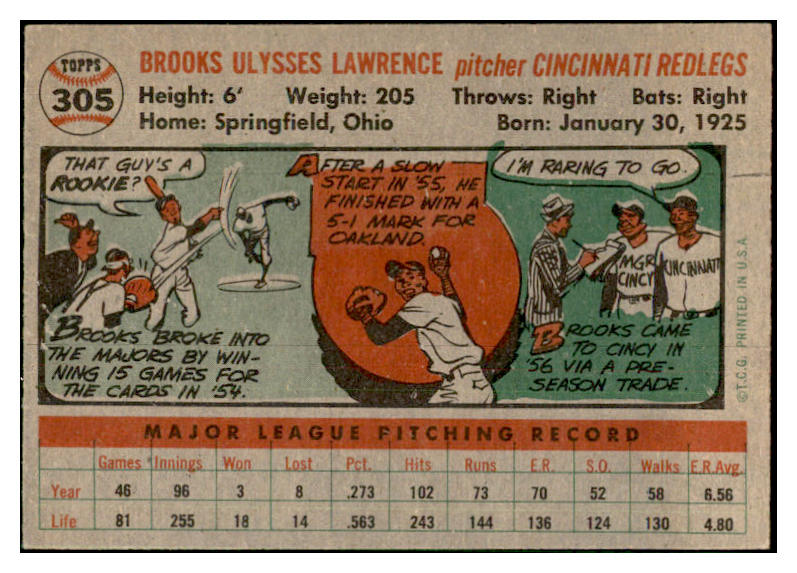 TOPPS
305
BROOKS ULYSSES LAWRENCE pitcher CINCINNATI REDLEGS
Height: 6' Weight: 205 Throws: Right Bats: Right
Home: Springfield, Ohio Born: January 30, 1925
THAT GUY'S A
ROOKIE?
BROOKS BROKE INTO
THE MAJORS BY WIN-
NING 15 GAMES FOR
THE CARDS IN '54.
AFTER A SLOW
START IN '55, HE
FINISHED WITH A
5-1 MARK FOR
OAKLAND.
I'M RARING TO GO.
MGR
CINCY
CINCINNATI
BROOKS CAME
TO CINCY IN
'56 VIA A PRE-
SEASON TRADE.
©T.C.G. PRINTED IN U.S.A.
MAJOR LEAGUE PITCHING RECORD
Games Innings Won Lost Pct. Hits Runs E.R. S.O. Walks E.R.Avg.
Year 46 96 3 8 .273 102 73 70 52 58 6.56
Life 81 255 18 14 .563 243 144 136 124 130 4.80